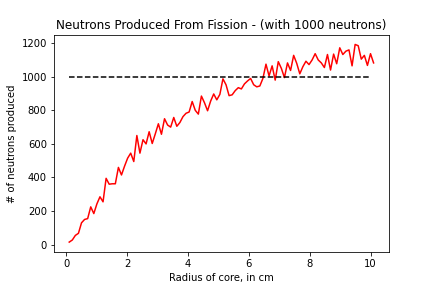 Neutrons Produced From Fission - (with 1000 neutrons)
# of neutrons produced
1200
1000
800
600
400
200
0
0 2 4 6 8 10
Radius of core, in cm